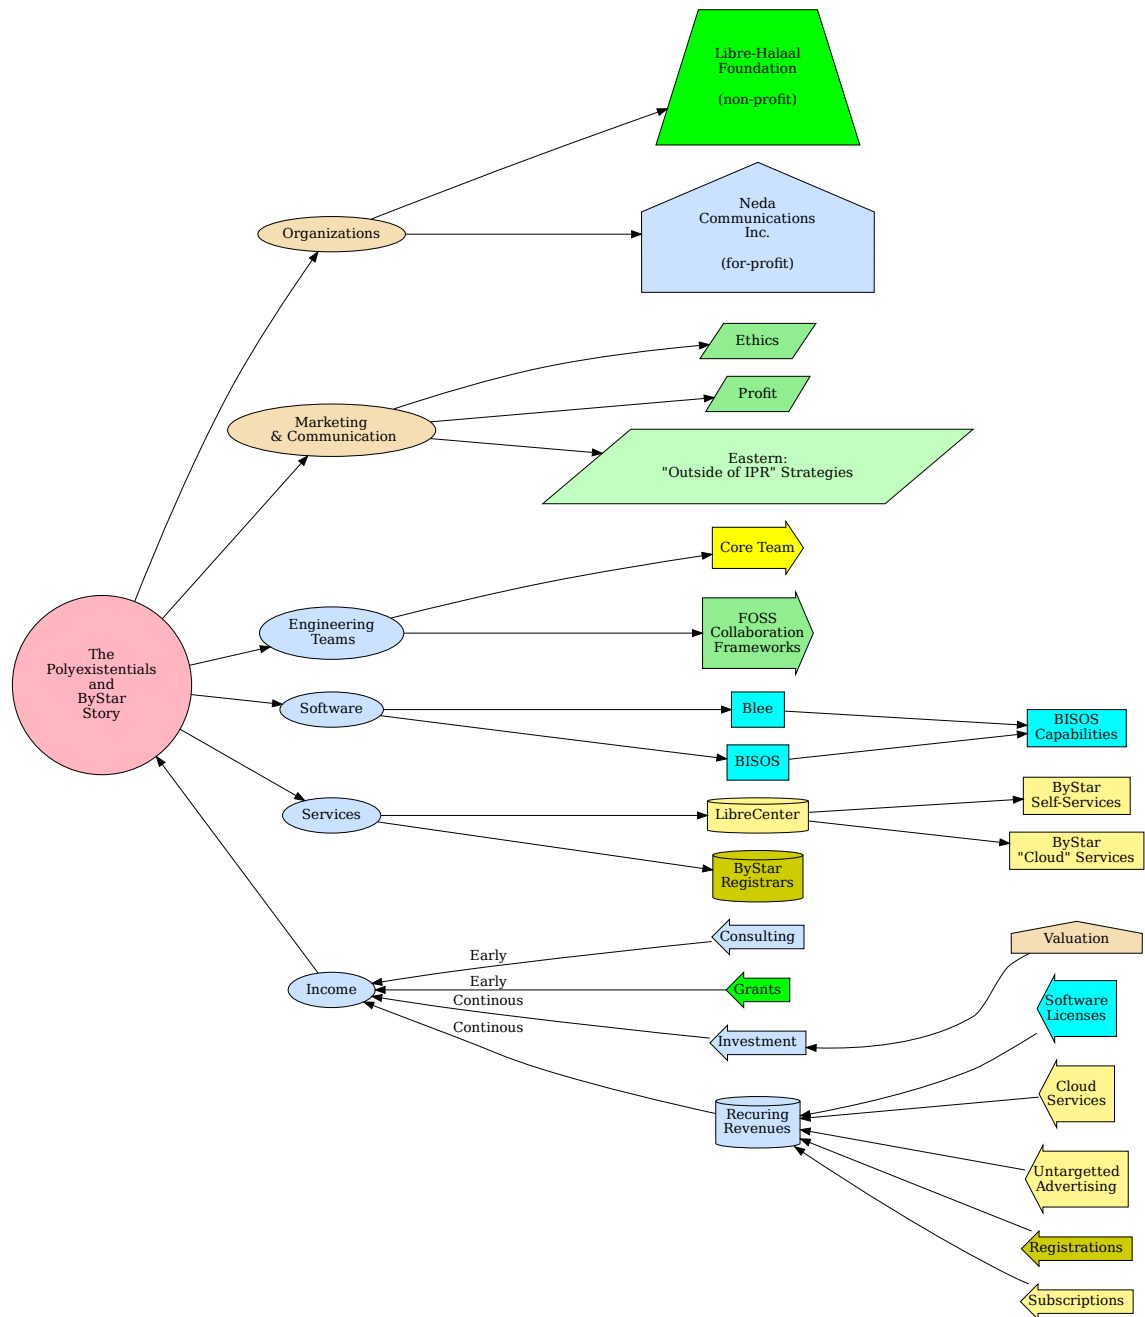 Libre-Halaal
Foundation
(non-profit)
Neda
Communications
Inc.
(for-profit)
Organizations
Ethics
Profit
Marketing
& Communication
Eastern:
"Outside of IPR" Strategies
Core Team
Engineering
Teams
FOSS
Collaboration
Frameworks
The
Polyexistentials
and
ByStar
Story
Software
Blee
BISOS
BISOS
Capabilities
Services
LibreCenter
ByStar
Self-Services
ByStar
"Cloud" Services
ByStar
Registrars
Consulting
Early
Income
Early
Grants
Continous
Investment
Valuation
Continous
Recuring
Revenues
Software
Licenses
Cloud
Services
Untargetted
Advertising
Registrations
Subscriptions